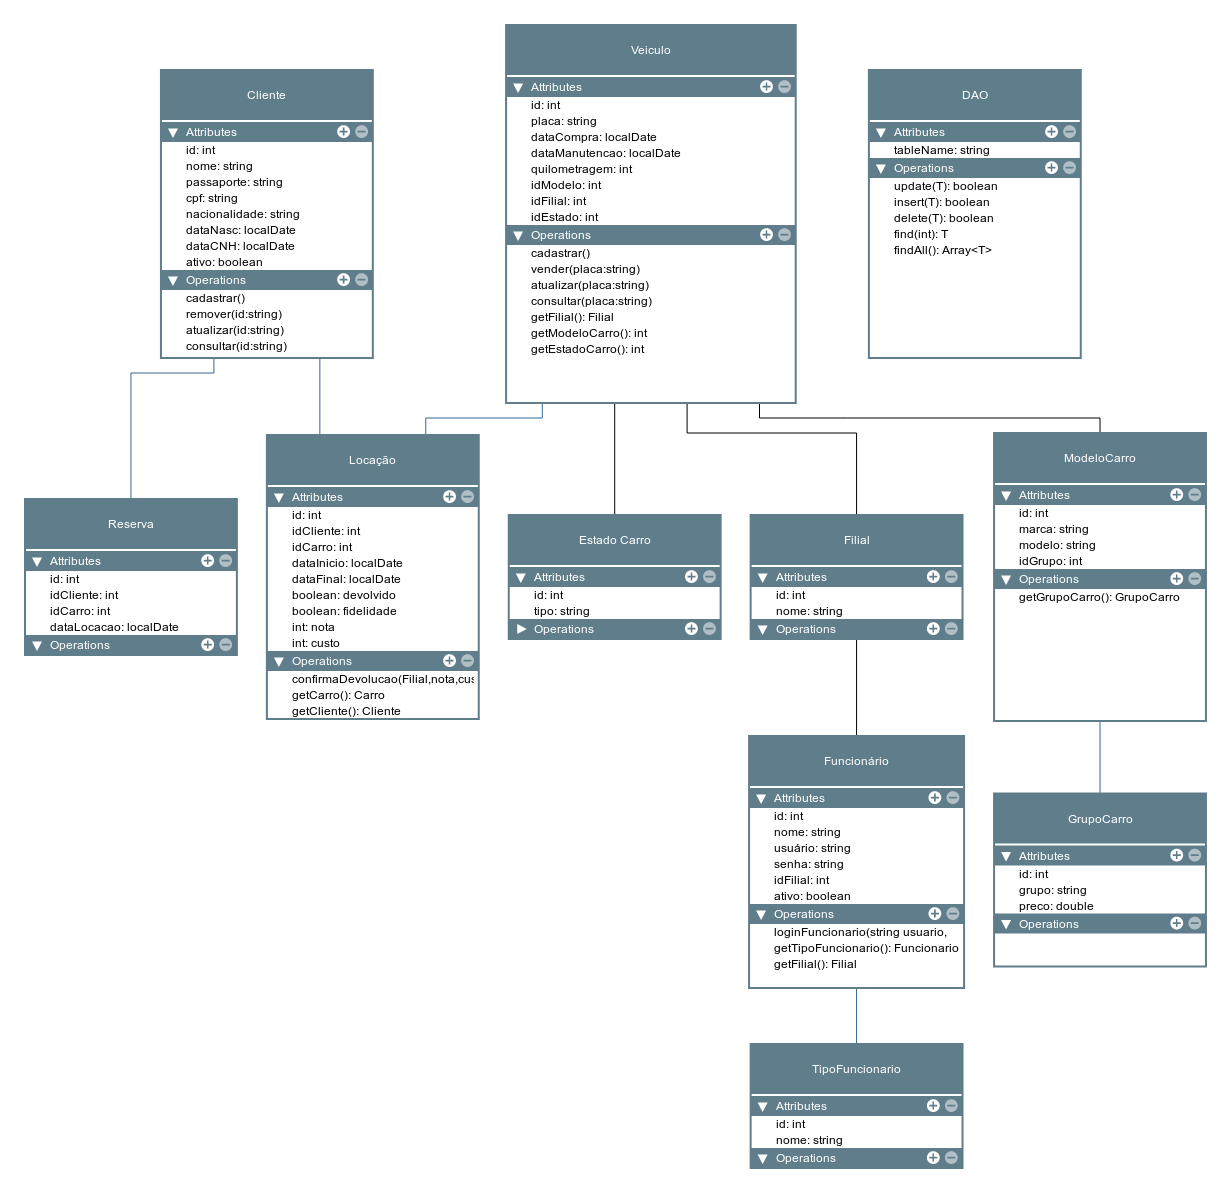 Cliente
Attributes
id: int
nome: string
passaporte: string
cpf: string
nacionalidade: string
dataNasc: localDate
dataCNH: localDate
ativo: boolean
Operations
cadastrar()
remover(id:string)
atualizar(id:string)
consultar(id:string)
Veiculo
Attributes
id: int
placa: string
dataCompra: localDate
dataManutencao: localDate
quilometragem: int
idModelo: int
idFilial: int
idEstado: int
Operations
cadastrar()
vender(placa:string)
atualizar(placa:string)
consultar(placa:string)
getFilial(): Filial
getModeloCarro(): int
getEstadoCarro(): int
DAO
Attributes
tableName: string
Operations
update(T): boolean
insert(T): boolean
delete(T): boolean
find(int): T
findAll(): Array<T>
Reserva
Attributes
id: int
idCliente: int
idCarro: int
dataLocacao: localDate
Operations
Locação
Attributes
id: int
idCliente: int
idCarro: int
dataInicio: localDate
dataFinal: localDate
boolean: devolvido
boolean: fidelidade
int: nota
int: custo
Operations
confirmaDevolucao(Filial,nota,cus
getCarro(): Carro
getCliente(): Cliente
Estado Carro
Attributes
id: int
tipo: string
Operations
Filial
Attributes
id: int
nome: string
Operations
ModeloCarro
Attributes
id: int
marca: string
modelo: string
idGrupo: int
Operations
getGrupoCarro(): GrupoCarro
Funcionário
Attributes
id: int
nome: string
usuário: string
senha: string
idFilial: int
ativo: boolean
Operations
loginFuncionario(string usuario,
getTipoFuncionario(): Funcionario
getFilial(): Filial
GrupoCarro
Attributes
id: int
grupo: string
preco: double
Operations
TipoFuncionario
Attributes
id: int
nome: string
Operations